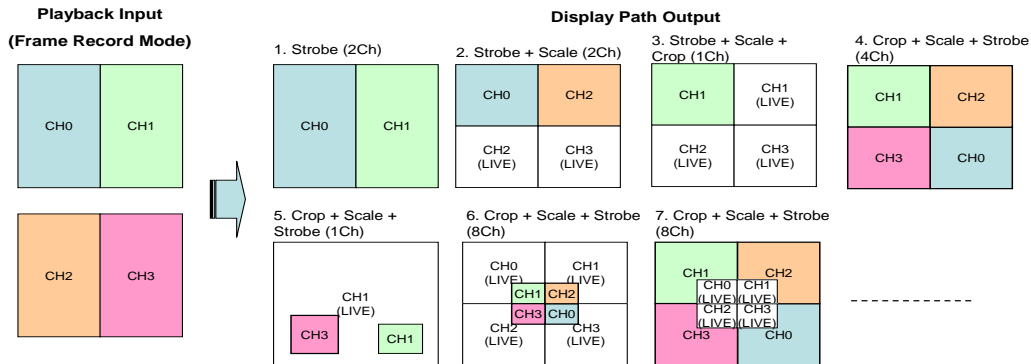 Playback Input
(Frame Record Mode)
CH0
CH1
CH2
CH3
Display Path Output
1. Strobe (2Ch)
CH0
CH1
2. Strobe + Scale (2Ch)
CH0
CH2
CH2
(LIVE)
CH3
(LIVE)
3. Strobe + Scale +
Crop (1Ch)
CH1
CH1
(LIVE)
CH2
(LIVE)
CH3
(LIVE)
4. Crop + Scale + Strobe
(4Ch)
CH1
CH2
CH3
CH0
5. Crop + Scale +
Strobe (1Ch)
CH1
(LIVE)
CH3
CH1
6. Crop + Scale + Strobe
(8Ch)
CH0
(LIVE)
CH1
(LIVE)
CH1
CH2
CH3
CH0
CH2
(LIVE)
CH3
(LIVE)
7. Crop + Scale + Strobe
(8Ch)
CH1
CH2
CH0
(LIVE)
CH1
(LIVE)
CH2
(LIVE)
CH3
(LIVE)
CH3
CH0